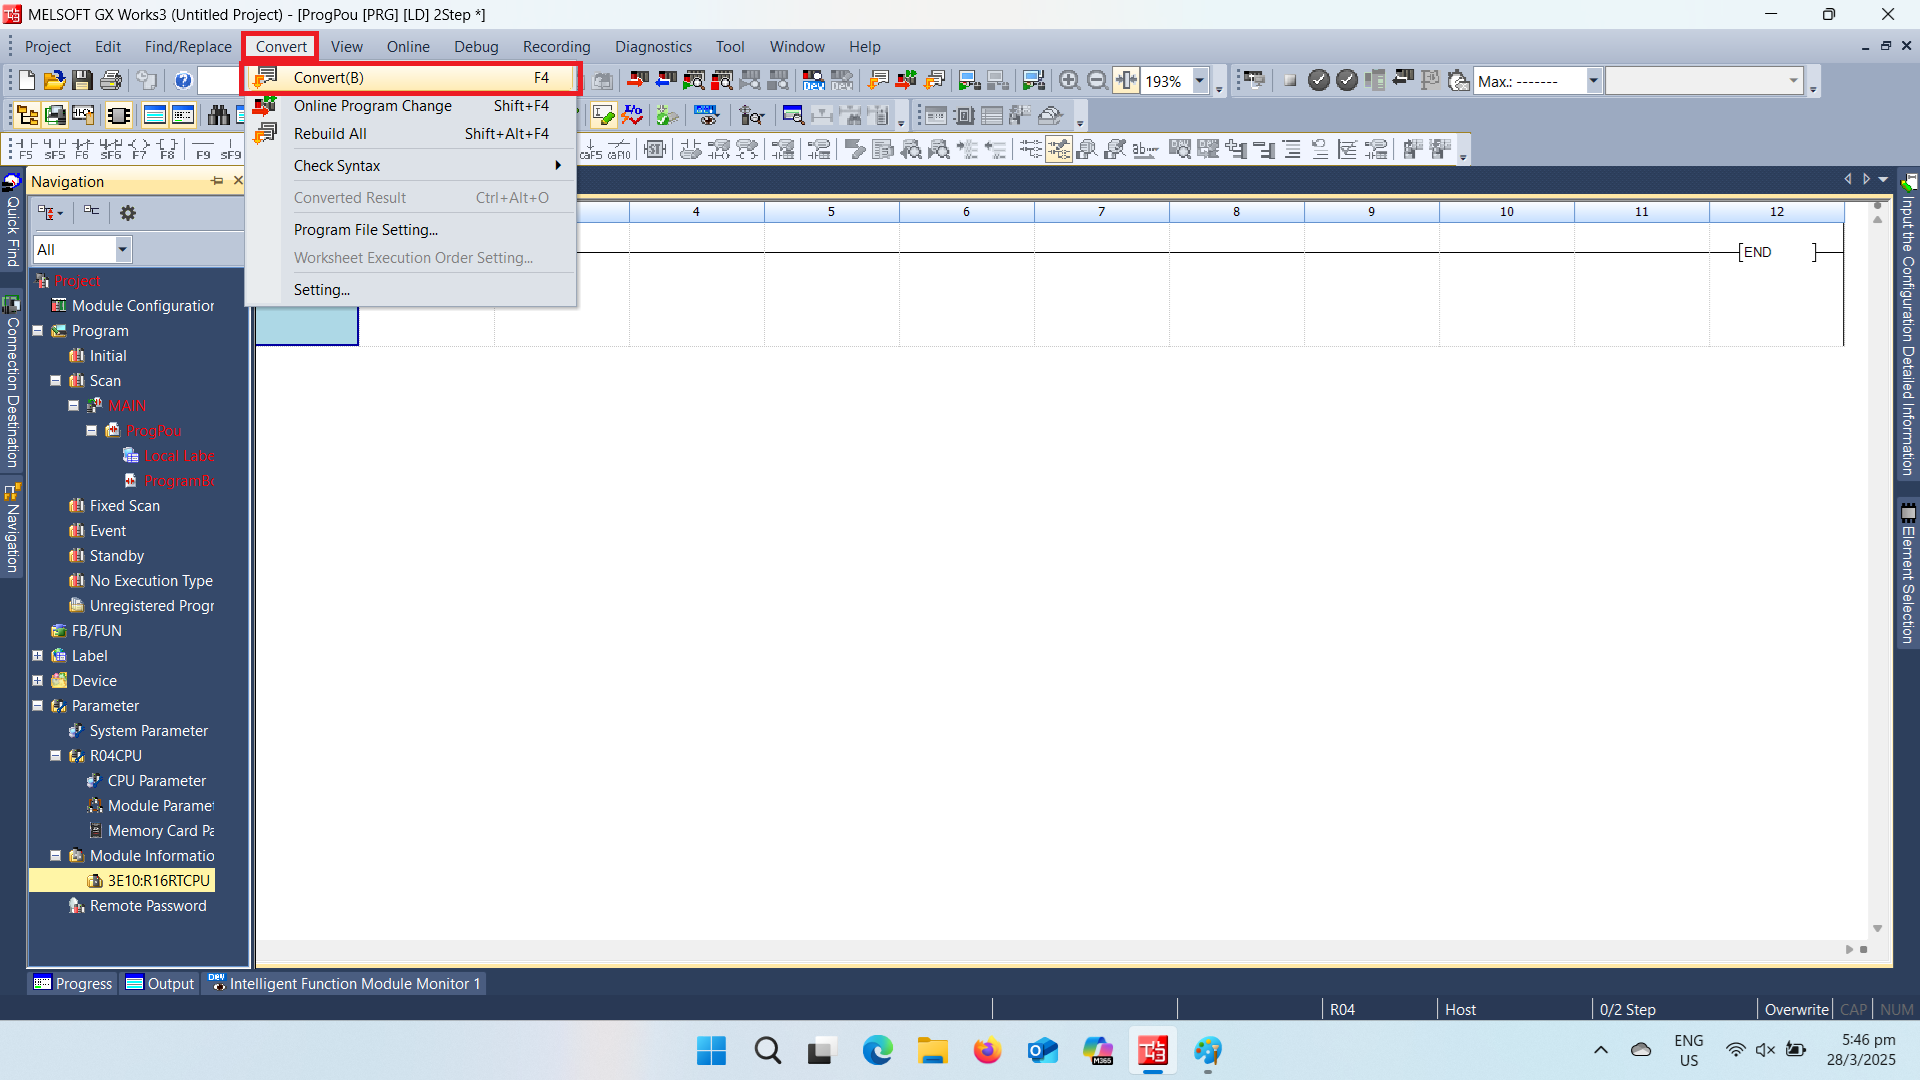 MELSOFT GX Works3 (Untitled Project) - [ProgPou [PRG] [LD] 2Step *]
Project Edit Find/Replace Convert View Online Debug Recording Diagnostics Tool Window Help
Convert(B) F4
193%
Max.: -------
Online Program Change Shift+F4
Rebuild All Shift+Alt+F4
Check Syntax
Converted Result Ctrl+Alt+O
Program File Setting...
Worksheet Execution Order Setting...
Setting...
F5 sF5 F6 sF6 F7 F8 F9 sF9
caF5 caF10
Navigation
All
Project
Module Configuration
Program
Initial
Scan
MAIN
ProgPou
Local Labe
ProgramBo
Fixed Scan
Event
Standby
No Execution Type
Unregistered Progr
FB/FUN
Label
Device
Parameter
System Parameter
R04CPU
CPU Parameter
Module Paramet
Memory Card Pa
Module Informatio
3E10:R16RTCPU
Remote Password
Quick Find
Connection Destination
Navigation
4 5 6 7 8 9 10 11 12
[END ]
Input the Configuration Detailed Information
Element Selection
Progress Output Intelligent Function Module Monitor 1
R04 Host 0/2 Step Overwrite CAP NUM
M365
ENG
US
5:46 pm
28/3/2025